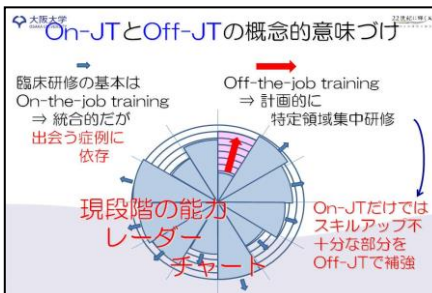 大阪大学
On-JTとOff-JTの概念的意味づけ
臨床研修の基本は
On-the-job training
⇒ 統合的だが
出会う症例に
依存
Off-the-job training
⇒ 計画的に
特定領域集中研修
現段階の能力
レーダー
チャート
On-JTだけでは
スキルアップ不
十分な部分を
Off-JTで補強